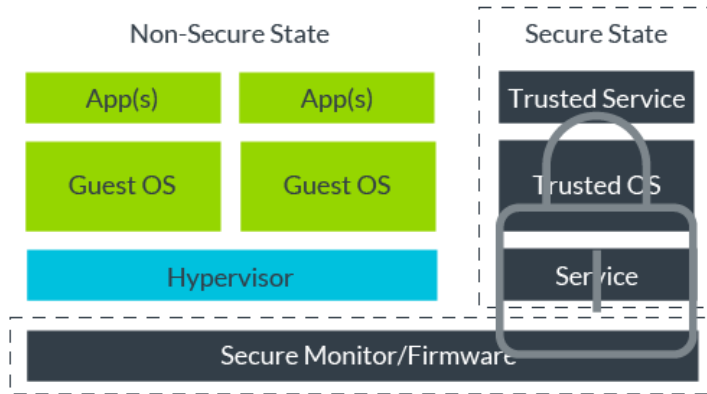 Non-Secure State
Secure State
App(s)
App(s)
Trusted Service
Guest OS
Guest OS
Trusted OS
Hypervisor
Service
Secure Monitor/Firmware